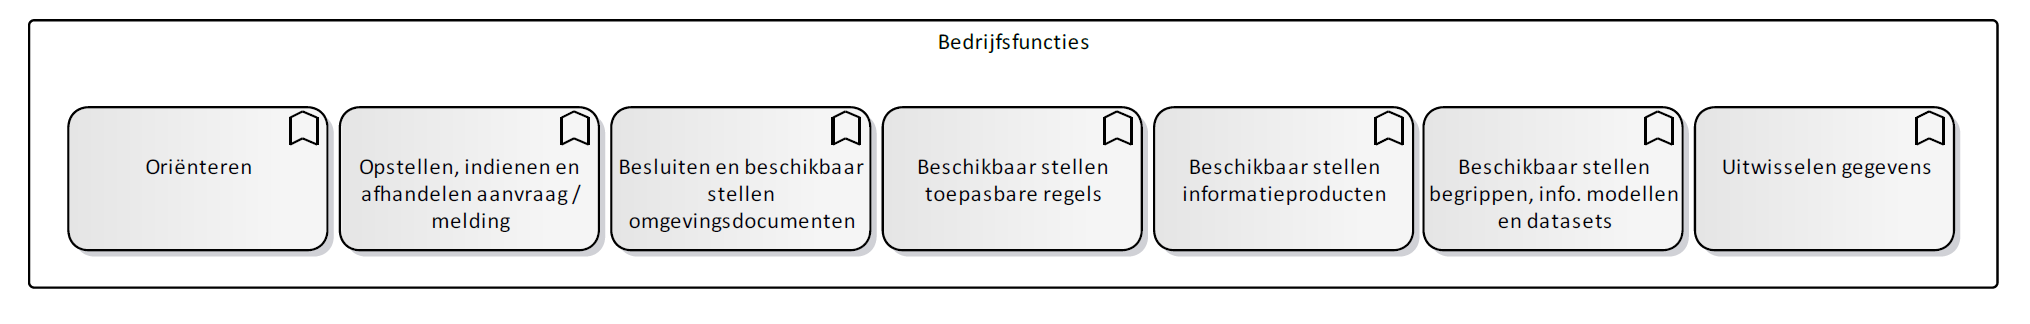 Bedrijfsfuncties
Oriënteren
Opstellen, indienen en
afhandelen aanvraag /
melding
Besluiten en beschikbaar
stellen
omgevingsdocumenten
Beschikbaar stellen
toepasbare regels
Beschikbaar stellen
informatieproducten
Beschikbaar stellen
begrippen, info. modellen
en datasets
Uitwisselen gegevens